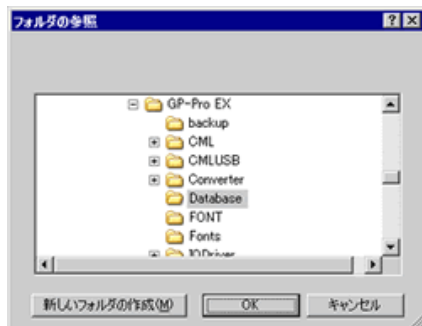 フォルダの参照
GP-Pro EX
backup
CML
CMLUSB
Converter
Database
FONT
Fonts
IODriver
新しいフォルダの作成(M) OK キャンセル